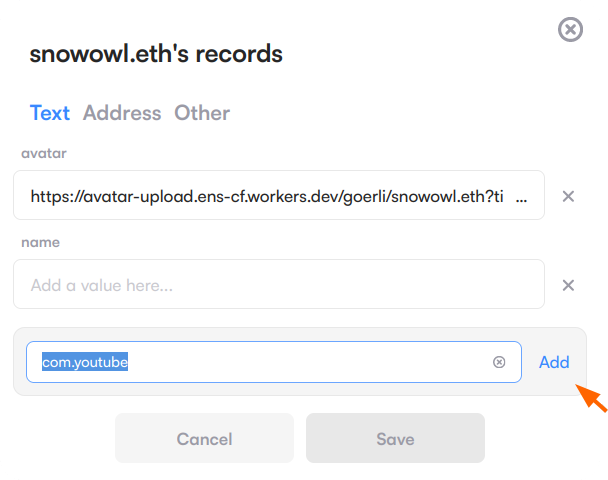 snowowl.eth's records
Text Address Other
avatar
https://avatar-upload.ens-cf.workers.dev/goerli/snowowl.eth?ti ...
name
Add a value here...
com.youtube Add
Cancel Save